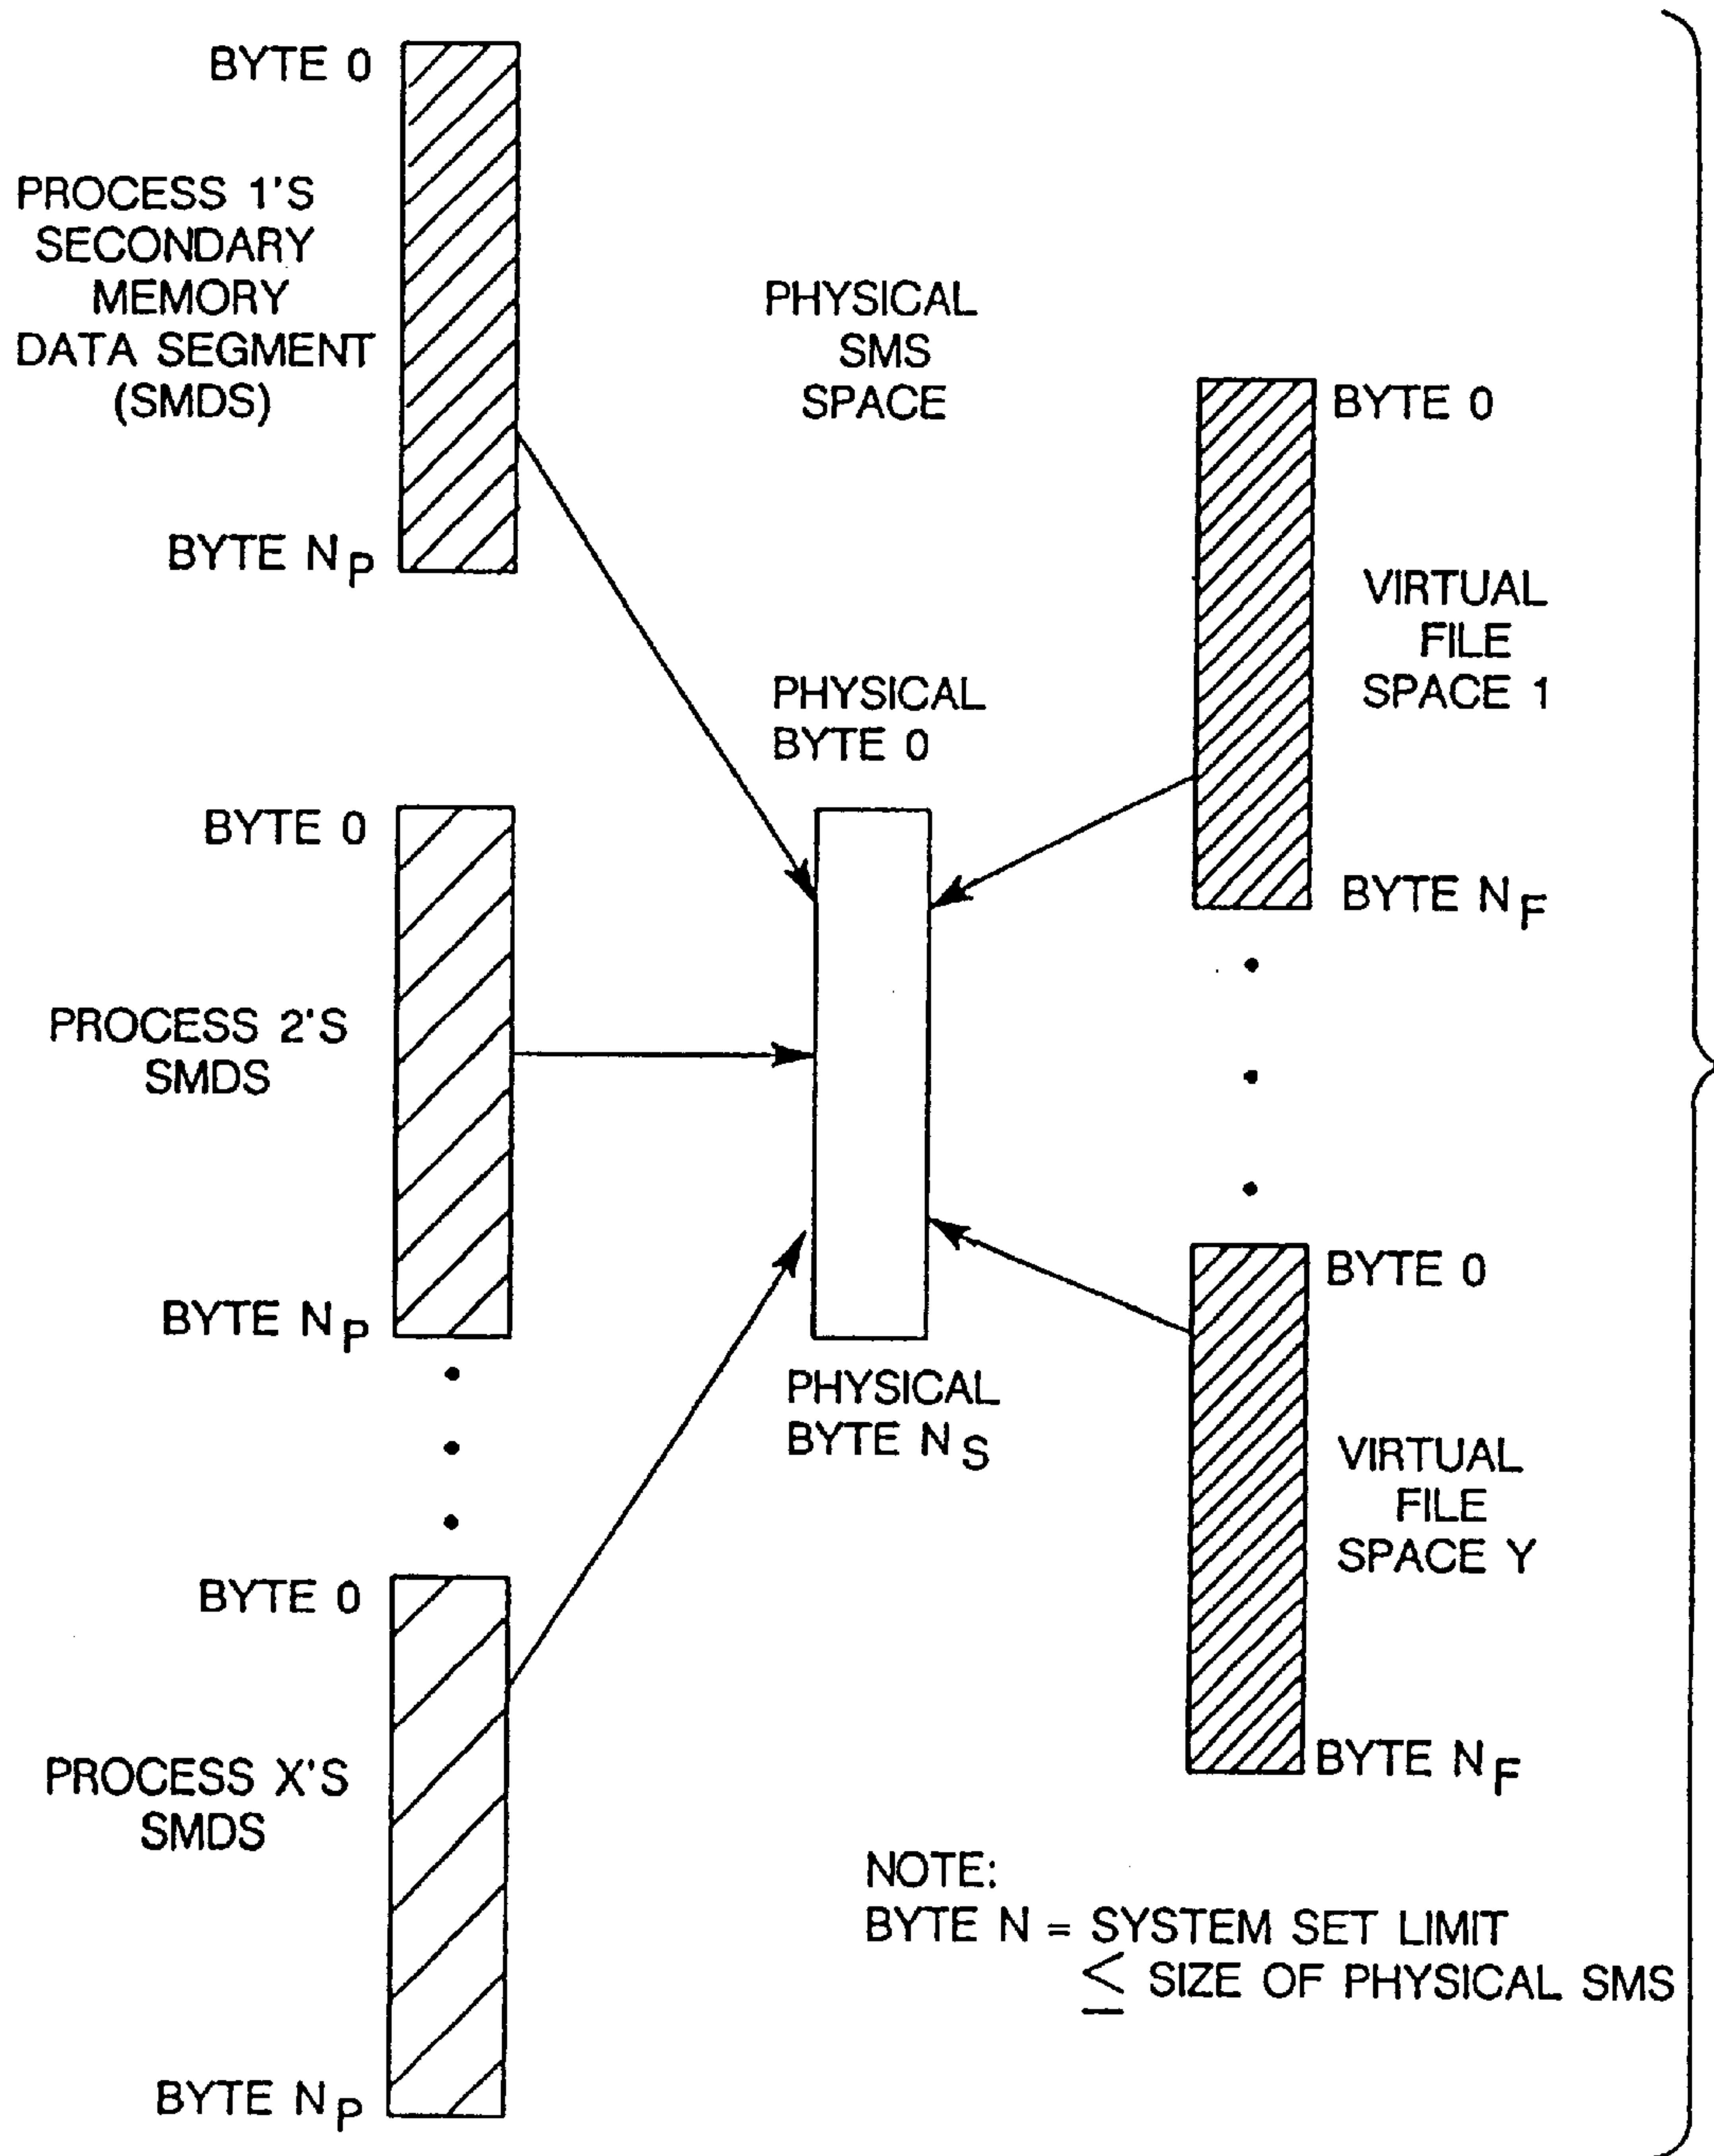 BYTE 0
PROCESS 1'S
SECONDARY
MEMORY
DATA SEGMENT
(SMDS)
BYTE NP
PHYSICAL
SMS
SPACE
BYTE 0
VIRTUAL
FILE
SPACE 1
BYTE NF
PHYSICAL
BYTE 0
BYTE 0
PROCESS 2'S
SMDS
BYTE NP
PHYSICAL
BYTE NS
BYTE 0
VIRTUAL
FILE
SPACE Y
BYTE NF
BYTE 0
PROCESS X'S
SMDS
BYTE NP
NOTE:
BYTE N = SYSTEM SET LIMIT
≤ SIZE OF PHYSICAL SMS